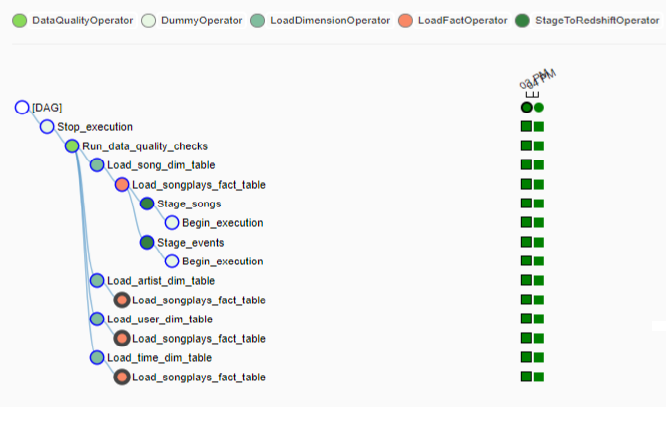 DataQualityOperator DummyOperator LoadDimensionOperator LoadFactOperator StageToRedshiftOperator
03 PM
04 PM
[DAG]
Stop_execution
Run_data_quality_checks
Load_song_dim_table
Load_songplays_fact_table
Stage_songs
Begin_execution
Stage_events
Begin_execution
Load_artist_dim_table
Load_songplays_fact_table
Load_user_dim_table
Load_songplays_fact_table
Load_time_dim_table
Load_songplays_fact_table